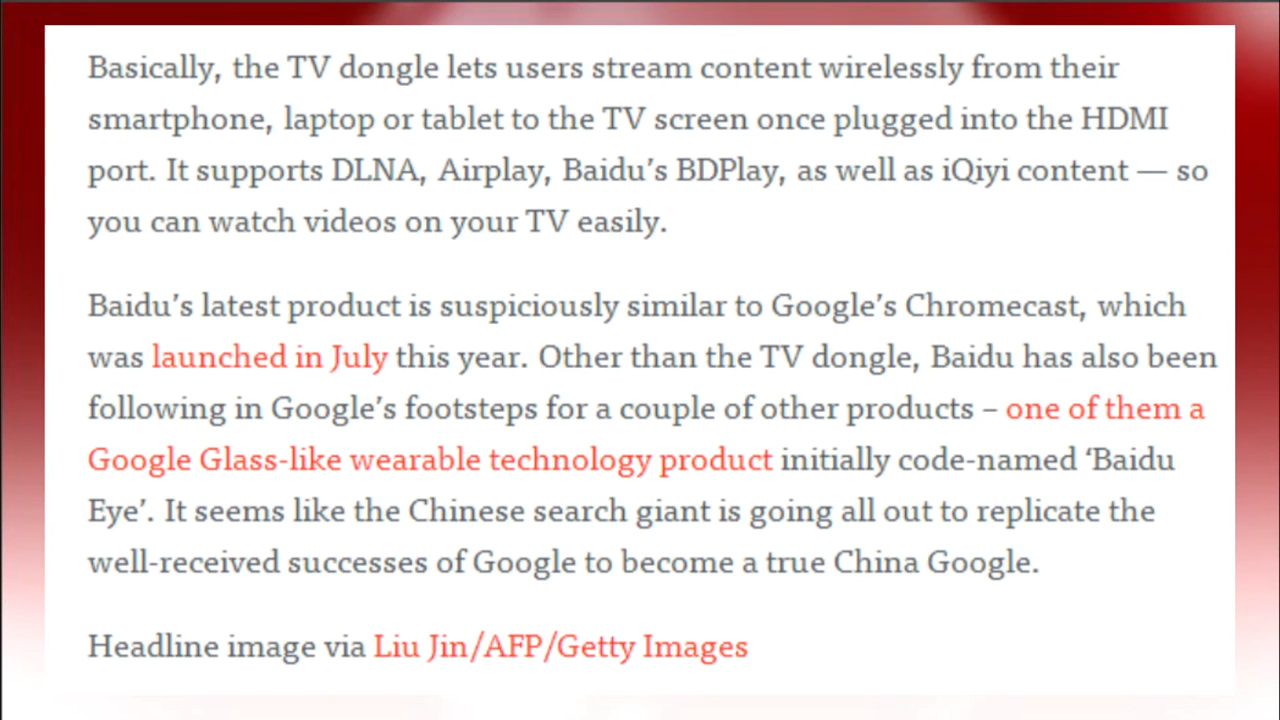 Basically, the TV dongle lets users stream content wirelessly from their
smartphone, laptop or tablet to the TV screen once plugged into the HDMI
port. It supports DLNA, Airplay, Baidu’s BDPlay, as well as iQiyi content — so
you can watch videos on your TV easily.
Baidu’s latest product is suspiciously similar to Google’s Chromecast, which
was launched in July this year. Other than the TV dongle, Baidu has also been
following in Google’s footsteps for a couple of other products – one of them a
Google Glass-like wearable technology product initially code-named ‘Baidu
Eye’. It seems like the Chinese search giant is going all out to replicate the
well-received successes of Google to become a true China Google.
Headline image via Liu Jin/AFP/Getty Images